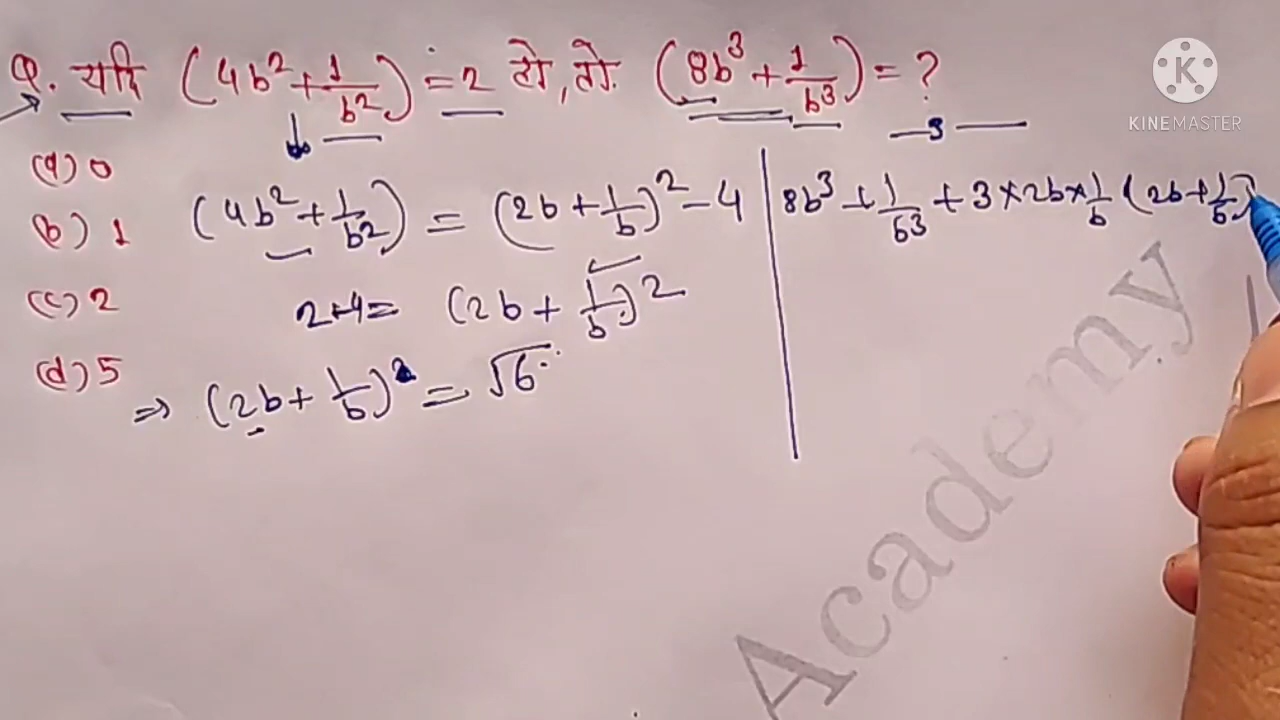 Q. यदि (4b² + 1/b²) = 2 हो, तो (8b³ + 1/b³) = ?
(a) 0
(b) 1
(c) 2
(d) 5
(4b² + 1/b²) = (2b + 1/b)² - 4
2+4 = (2b + 1/b)²
⇒ (2b + 1/b) = √6
8b³ + 1/b³ + 3 × 2b × 1/b (2b + 1/b)
KINEMASTER
Academy